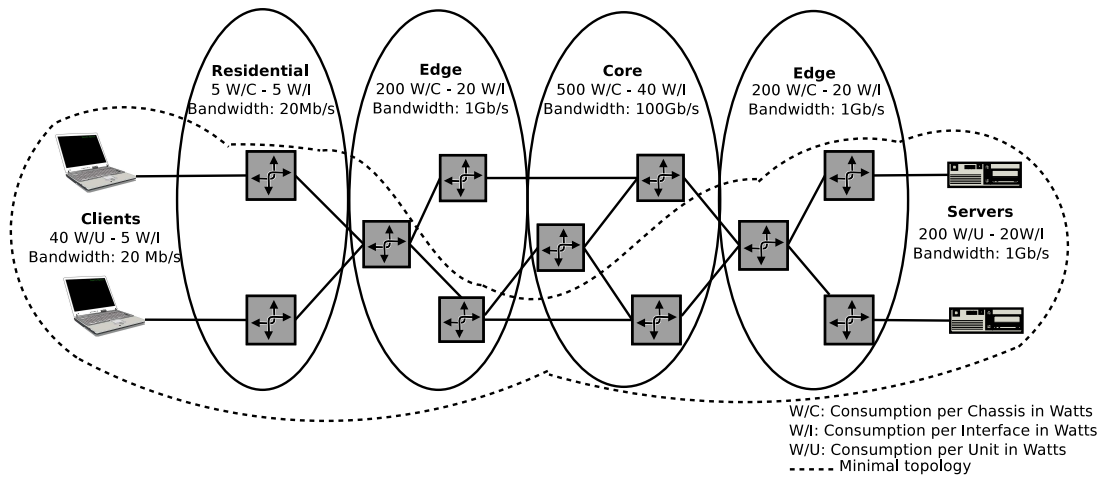 Residential
5 W/C - 5 W/I
Bandwidth: 20Mb/s
Edge
200 W/C - 20 W/I
Bandwidth: 1Gb/s
Core
500 W/C - 40 W/I
Bandwidth: 100Gb/s
Edge
200 W/C - 20 W/I
Bandwidth: 1Gb/s
Clients
40 W/U - 5 W/I
Bandwidth: 20 Mb/s
Servers
200 W/U - 20W/I
Bandwidth: 1Gb/s
W/C: Consumption per Chassis in Watts
W/I: Consumption per Interface in Watts
W/U: Consumption per Unit in Watts
Minimal topology